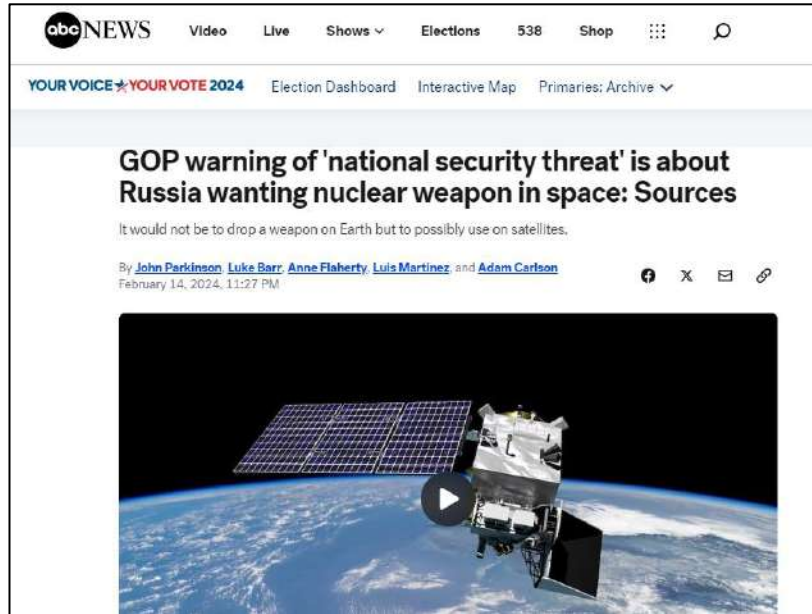 abc NEWS Video Live Shows Elections 538 Shop
YOUR VOICE YOUR VOTE 2024 Election Dashboard Interactive Map Primaries: Archive
GOP warning of 'national security threat' is about
Russia wanting nuclear weapon in space: Sources
It would not be to drop a weapon on Earth but to possibly use on satellites.
By John Parkinson, Luke Barr, Anne Flaherty, Luis Martinez, and Adam Carlson
February 14, 2024, 11:27 PM